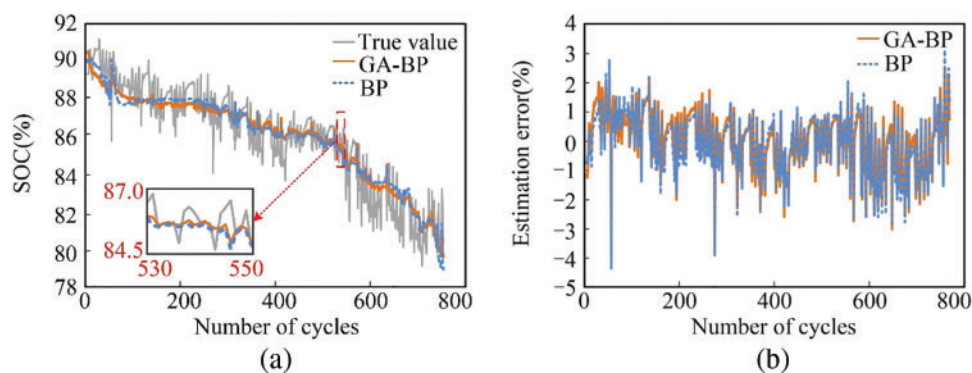 (a)
92
90
88
86
84
82
80
78
SOC(%)
True value
GA-BP
BP
87.0
84.5
530
550
0
200
400
600
800
Number of cycles
(b)
4
3
2
1
0
−1
−2
−3
−4
−5
Estimation error(%)
GA-BP
BP
0
200
400
600
800
Number of cycles
(a)
(b)